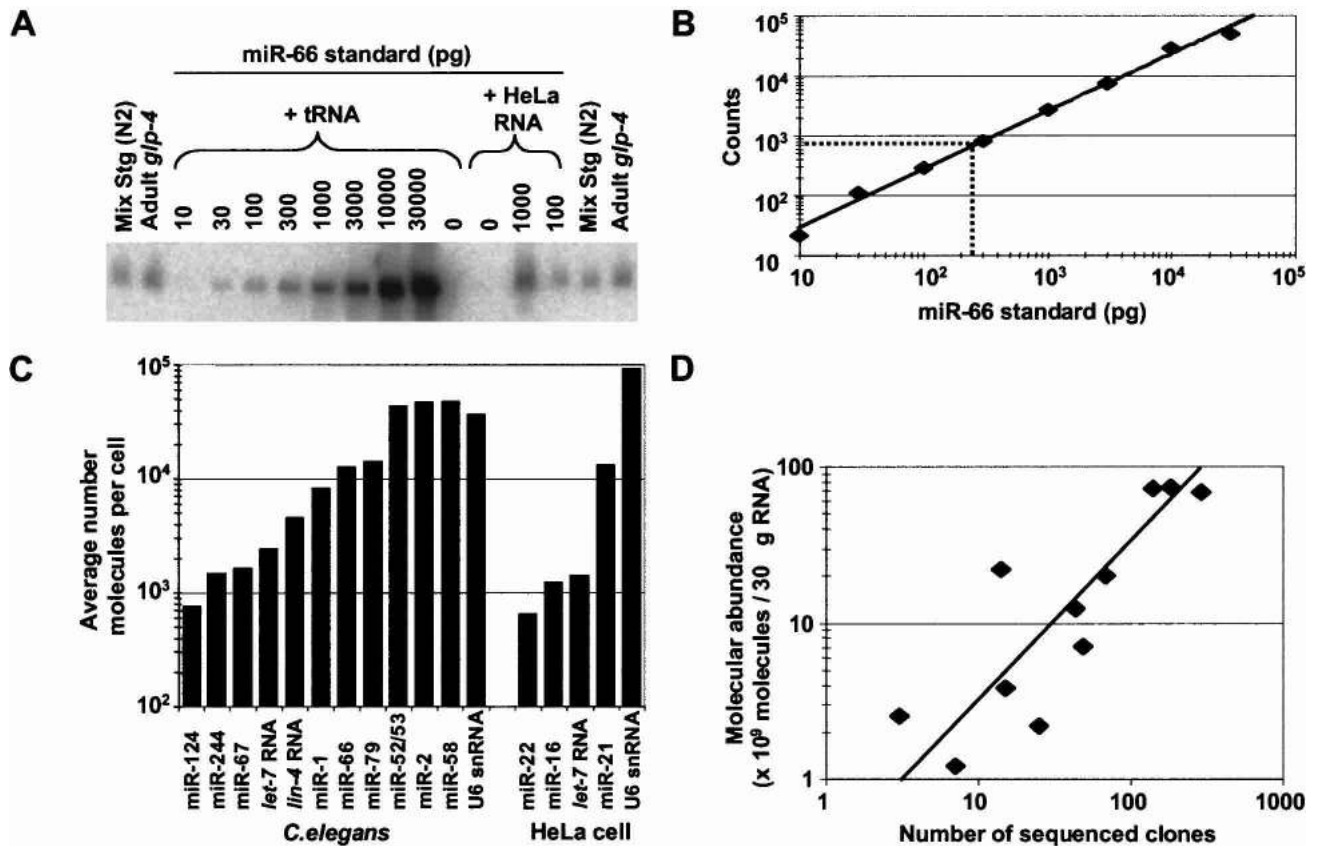 A
miR-66 standard (pg)
+ tRNA
+ HeLa
RNA
Mix Stg (N2)
Adult glp-4
10
30
100
300
1000
3000
10000
30000
0
0
1000
100
Mix Stg (N2)
Adult glp-4
B
Counts
10⁵
10⁴
10³
10²
10
10
10²
10³
10⁴
10⁵
miR-66 standard (pg)
C
Average number
molecules per cell
10⁵
10⁴
10³
10²
miR-124
miR-244
miR-67
let-7 RNA
lin-4 RNA
miR-1
miR-66
miR-79
miR-52/53
miR-2
miR-58
U6 snRNA
miR-22
miR-16
let-7 RNA
miR-21
U6 snRNA
C.elegans
HeLa cell
D
Molecular abundance
(x 10⁹ molecules / 30 g RNA)
100
10
1
1
10
100
1000
Number of sequenced clones